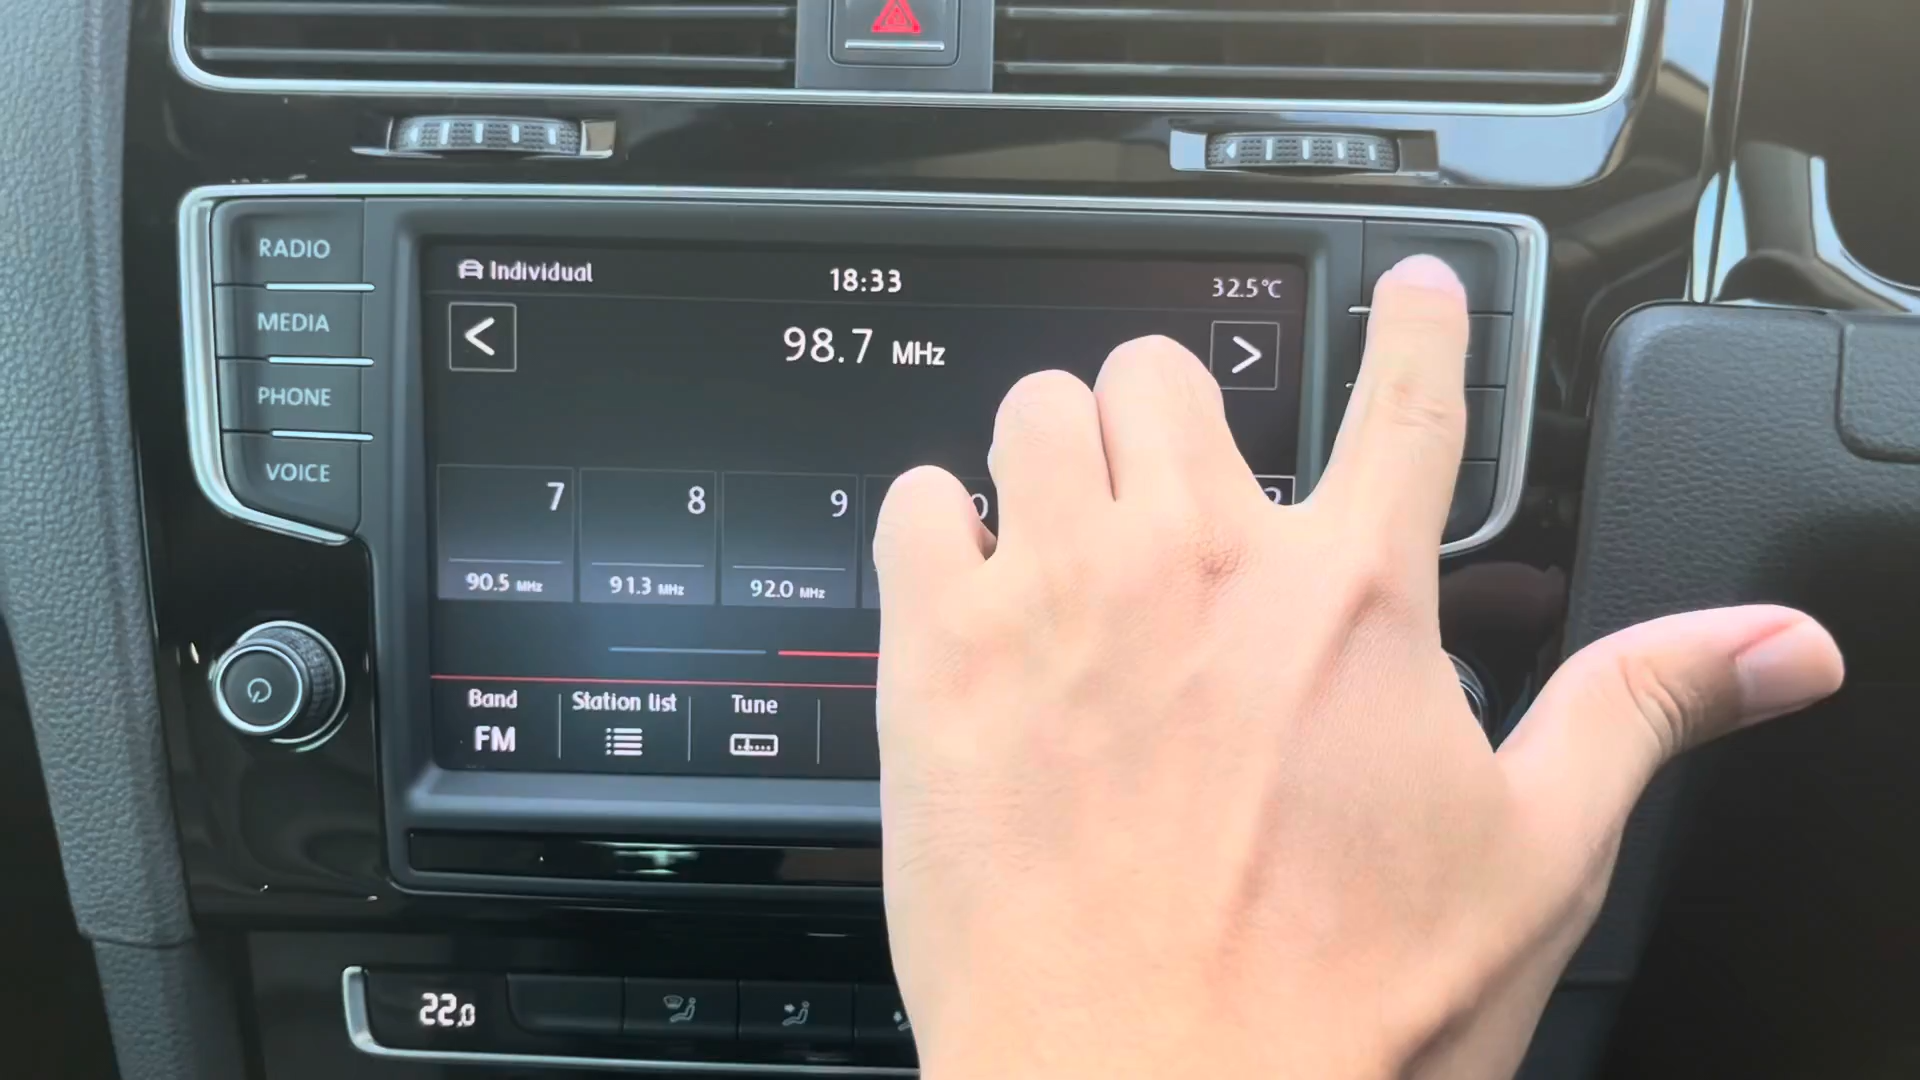 RADIO
MEDIA
PHONE
VOICE
Individual
18:33
32.5°C
<
98.7 MHz
>
7
8
9
90.5 MHz
91.3 MHz
92.0 MHz
Band
FM
Station list
Tune
22.0